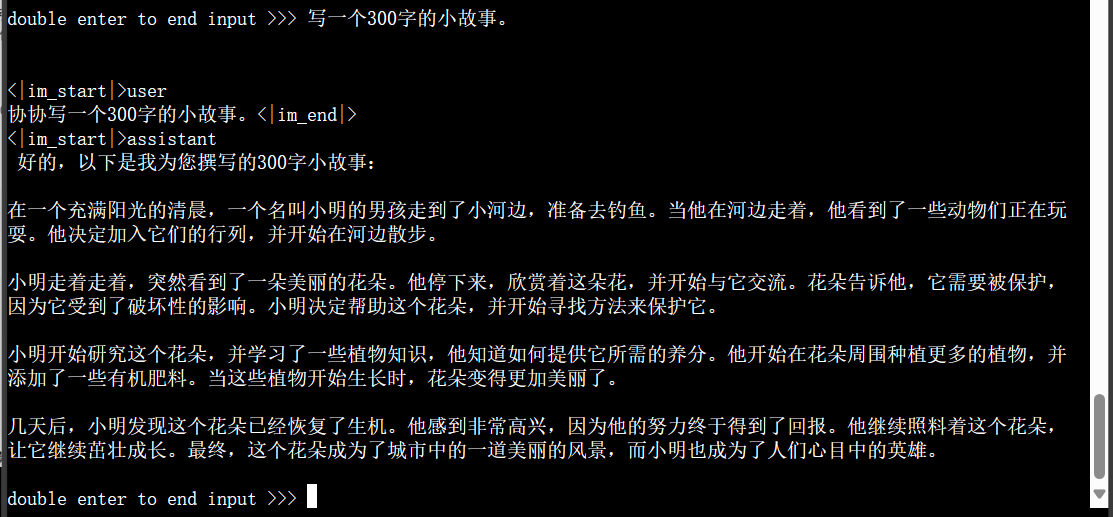 double enter to end input >>> 写一个300字的小故事。
<|im_start|>user
协协写一个300字的小故事。<|im_end|>
<|im_start|>assistant
好的，以下是我为您撰写的300字小故事：
在一个充满阳光的清晨，一个名叫小明的男孩走到了小河边，准备去钓鱼。当他在河边走着，他看到了一些动物们正在玩
耍。他决定加入它们的行列，并开始在河边散步。
小明走着走着，突然看到了一朵美丽的花朵。他停下来，欣赏着这朵花，并开始与它交流。花朵告诉他，它需要被保护，
因为它受到了破坏性的影响。小明决定帮助这个花朵，并开始寻找方法来保护它。
小明开始研究这个花朵，并学习了一些植物知识，他知道如何提供它所需的养分。他开始在花朵周围种植更多的植物，并
添加了一些有机肥料。当这些植物开始生长时，花朵变得更加美丽了。
几天后，小明发现这个花朵已经恢复了生机。他感到非常高兴，因为他的努力终于得到了回报。他继续照料着这个花朵，
让它继续茁壮成长。最终，这个花朵成为了城市中的一道美丽的风景，而小明也成为了人们心目中的英雄。
double enter to end input >>>